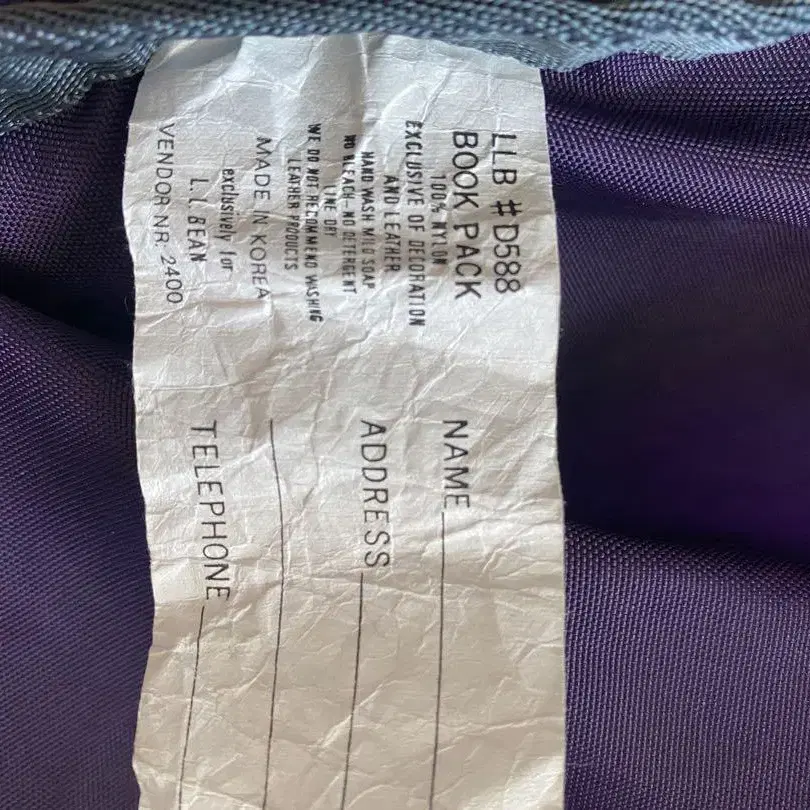 LLB # D588
BOOK PACK
100% NYLON
EXCLUSIVE OF DECORATION
AND LEATHER
HAND WASH MILD SOAP
NO BLEACH-NO DETERGENT
LINE DRY
WE DO NOT RECOMMEND WASHING
LEATHER PRODUCTS
MADE IN KOREA
exclusively for
L.L.BEAN
VENDOR NR. 2400
NAME
ADDRESS
TELEPHONE